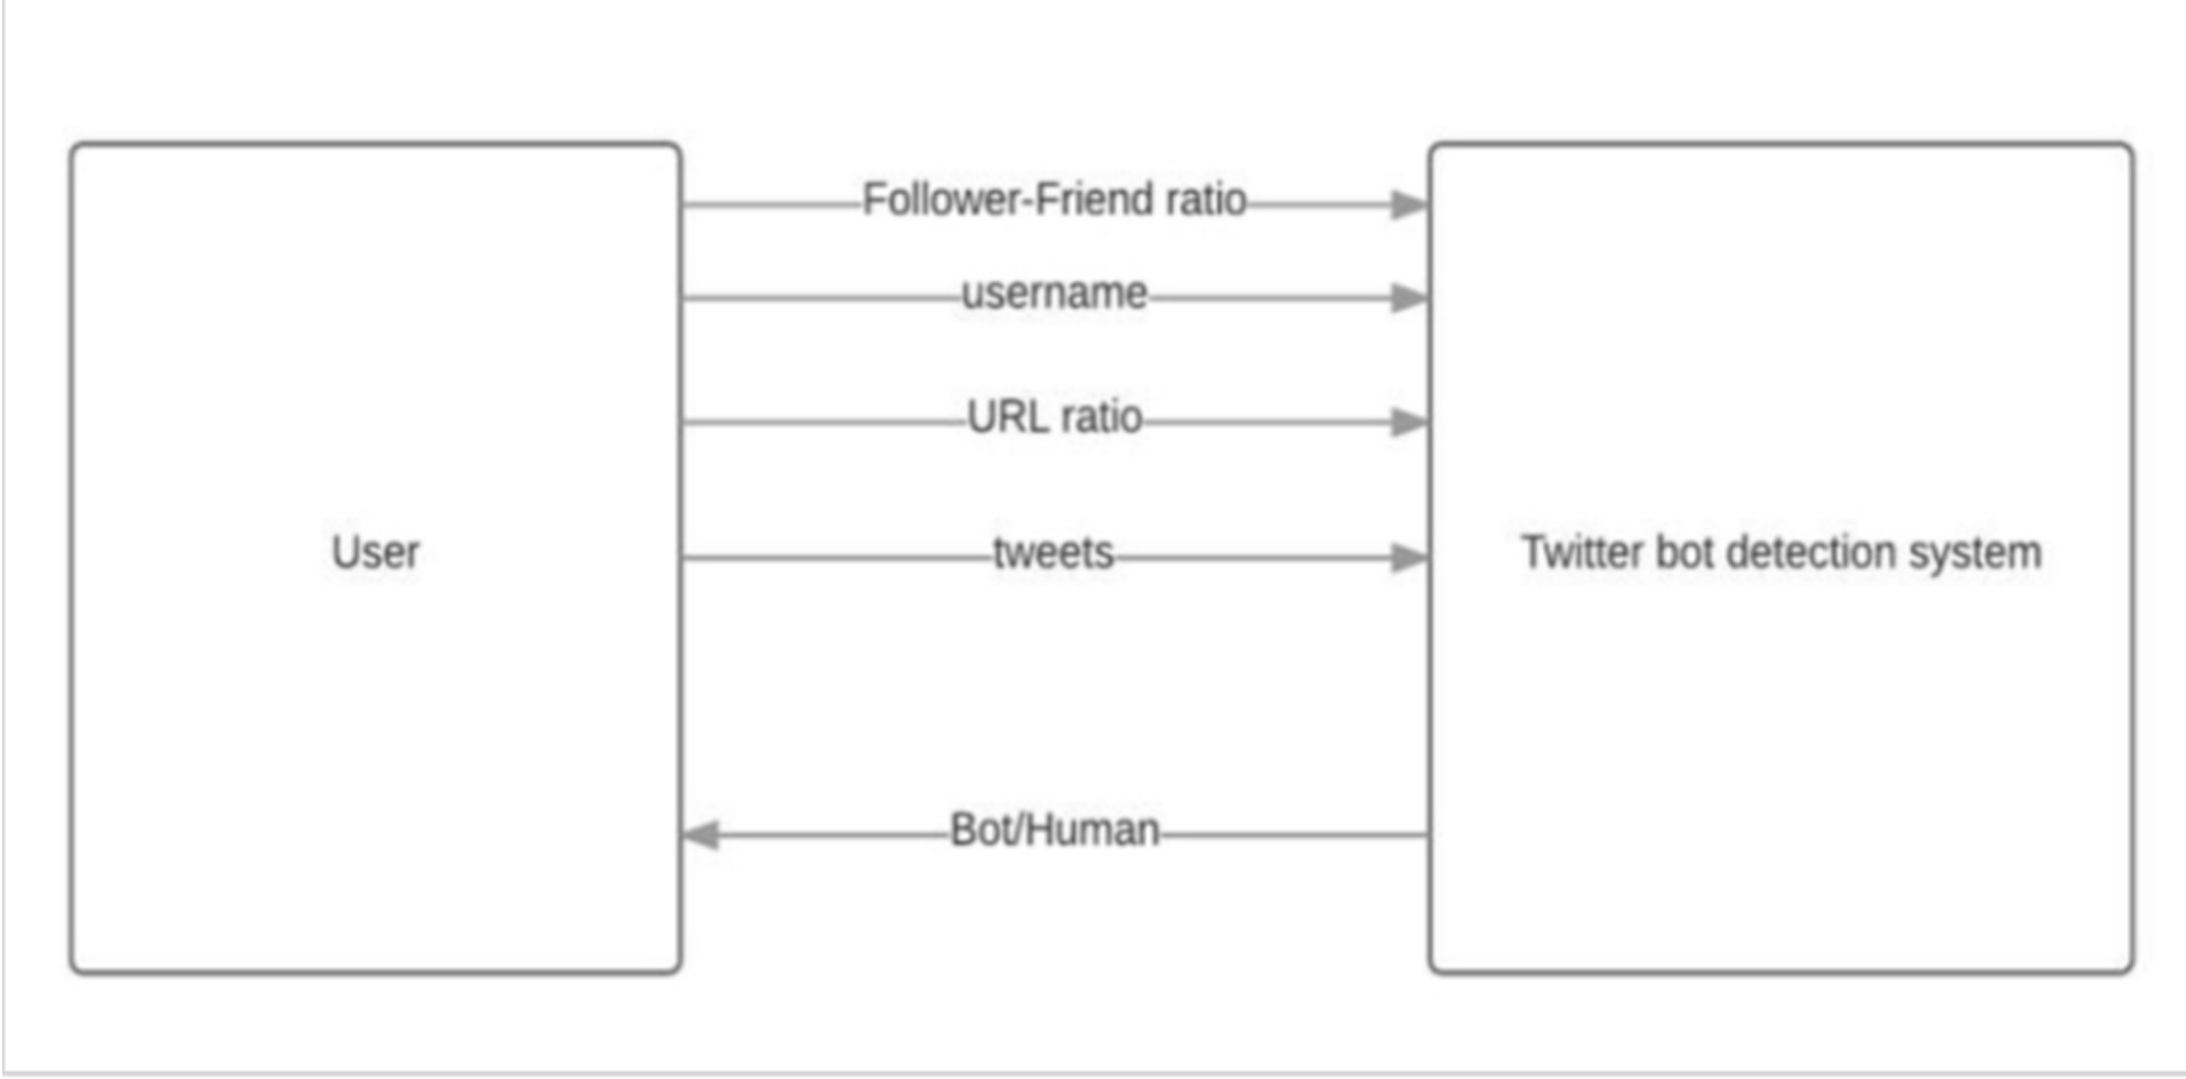 Follower-Friend ratio
username
URL ratio
User
tweets
Twitter bot detection system
Bot/Human